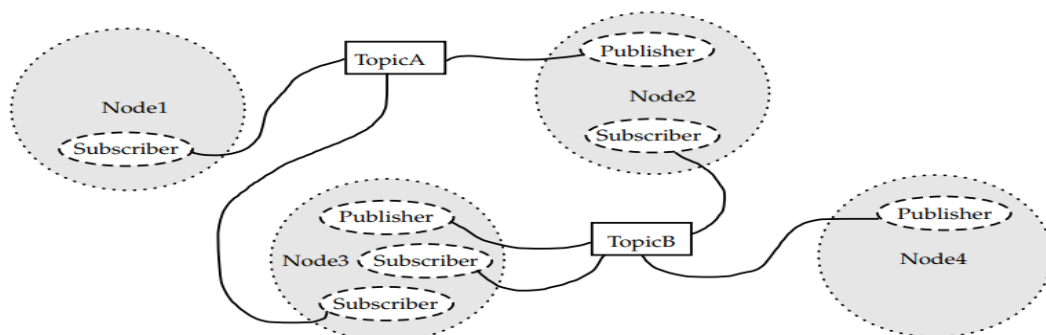 Publisher
TopicA
Node2
Node1
Subscriber
Subscriber
Publisher
Publisher
TopicB
Node3
Subscriber
Node4
Subscriber